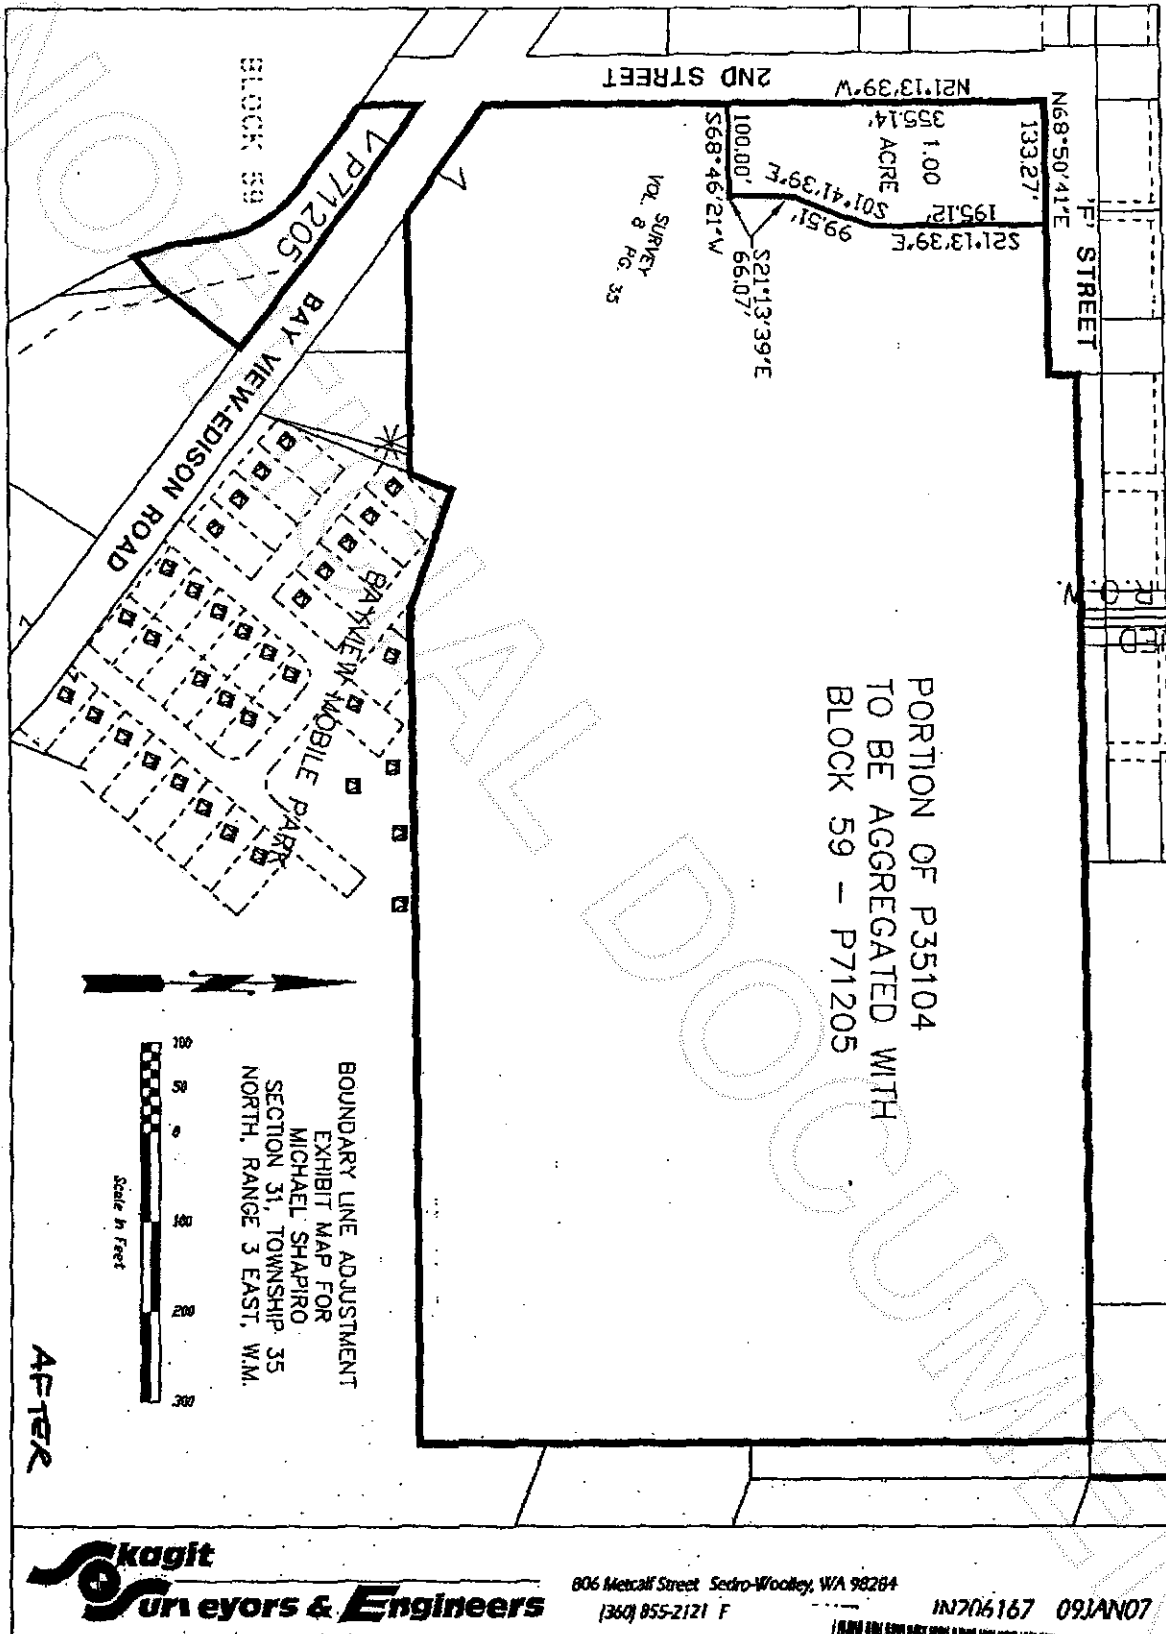 'F' STREET
N68°50'41"E
133.27'
2ND STREET
N21°13'39"W
355.14'
1.00
ACRE
195.12'
S21°13'39"E
S01°41'39"E
99.51'
100.00'
S68°46'21"W
S21°13'39"E
66.07'
SURVEY
VOL. 8 PG. 35
BLOCK 59
P71205
BAY VIEW-EDISON ROAD
BAYVIEW MOBILE PARK
R.O.W.
PORTION OF P35104
TO BE AGGREGATED WITH
BLOCK 59 - P71205
BOUNDARY LINE ADJUSTMENT
EXHIBIT MAP FOR
MICHAEL SHAPIRO
SECTION 31, TOWNSHIP 35
NORTH, RANGE 3 EAST, W.M.
100 50 0 100 200 300
Scale in Feet
AFTER
Skagit
Surveyors & Engineers
806 Metcalf Street Sedro-Woolley, WA 98284
(360) 855-2121 F
IN206167 09JAN07